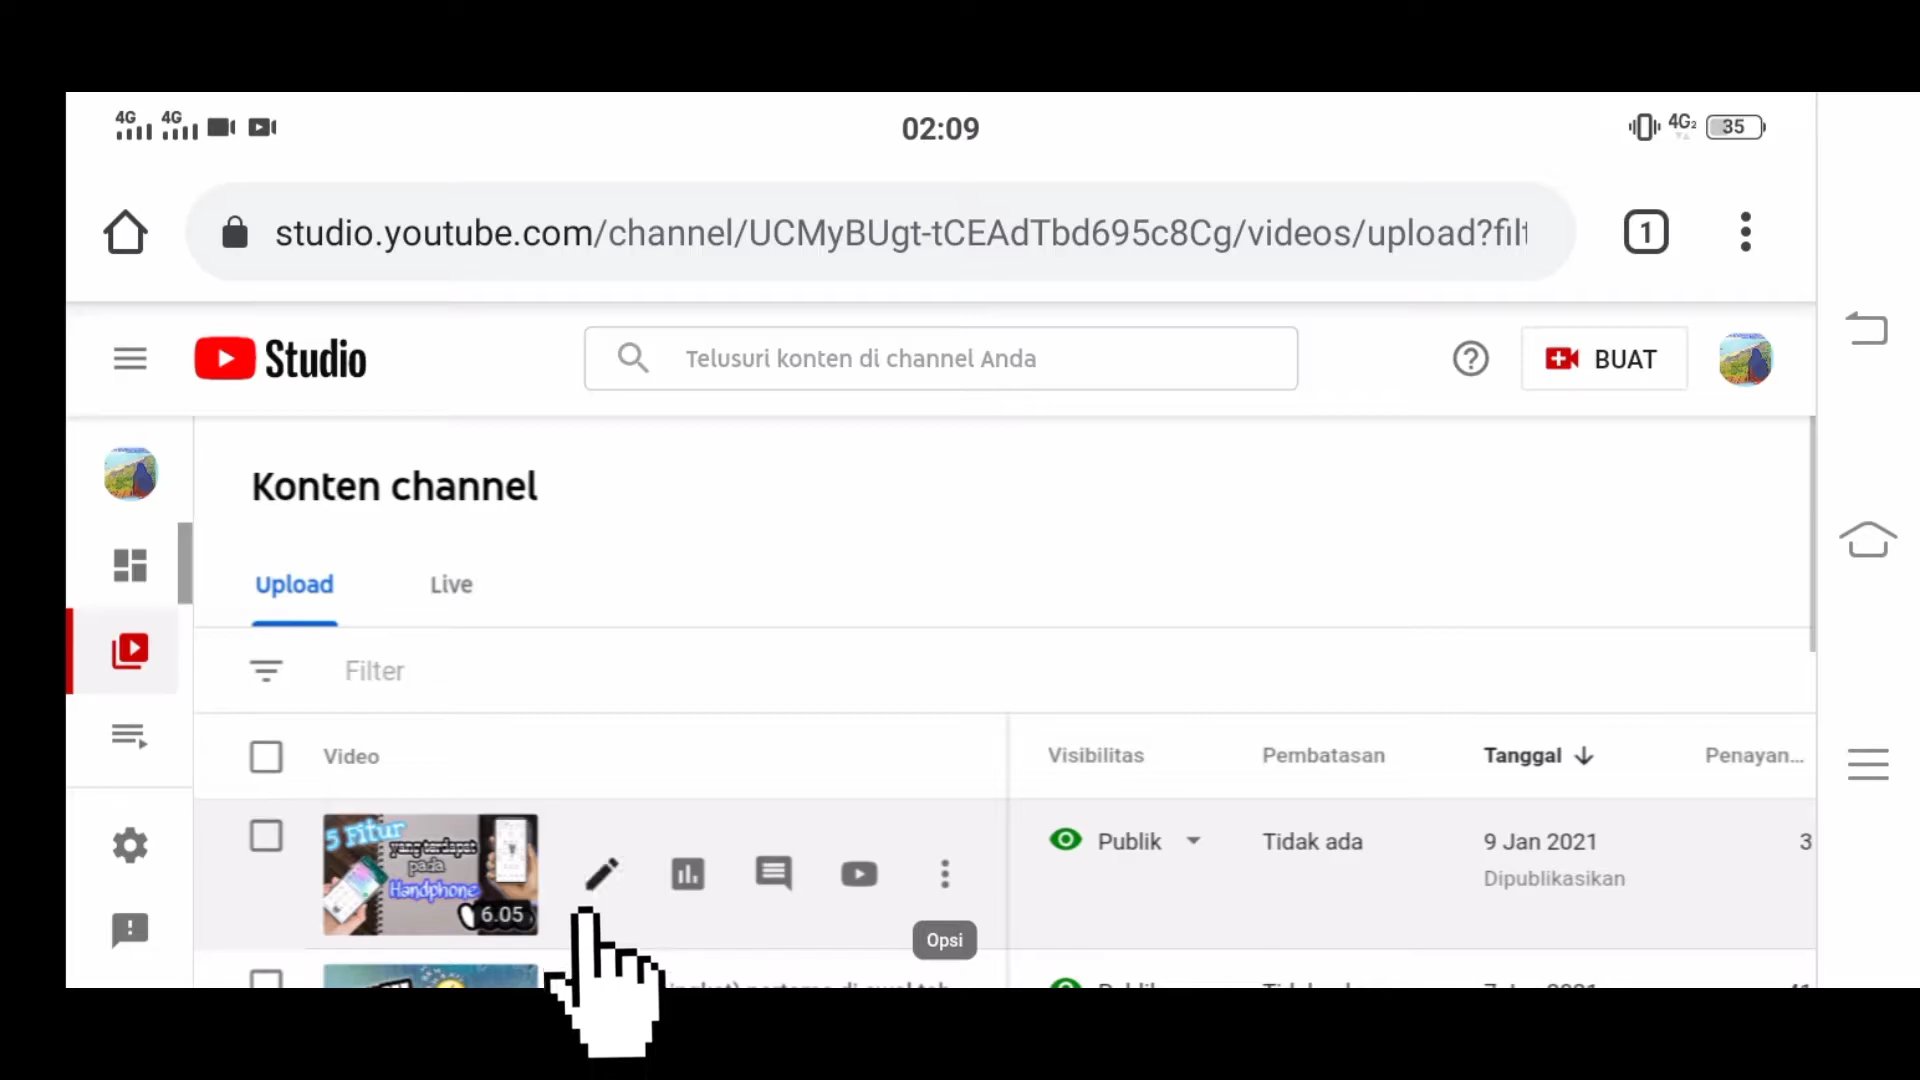 4G 4G 02:09 4G2 35
studio.youtube.com/channel/UCMyBUgt-tCEAdTbd695c8Cg/videos/upload?filt
1
Studio
Telusuri konten di channel Anda
BUAT
Konten channel
Upload Live
Filter
Video Visibilitas Pembatasan Tanggal Penayan...
5 Fitur
yang terdapat
pada
Handphone
6.05
Publik Tidak ada 9 Jan 2021 3
Dipublikasikan
Opsi